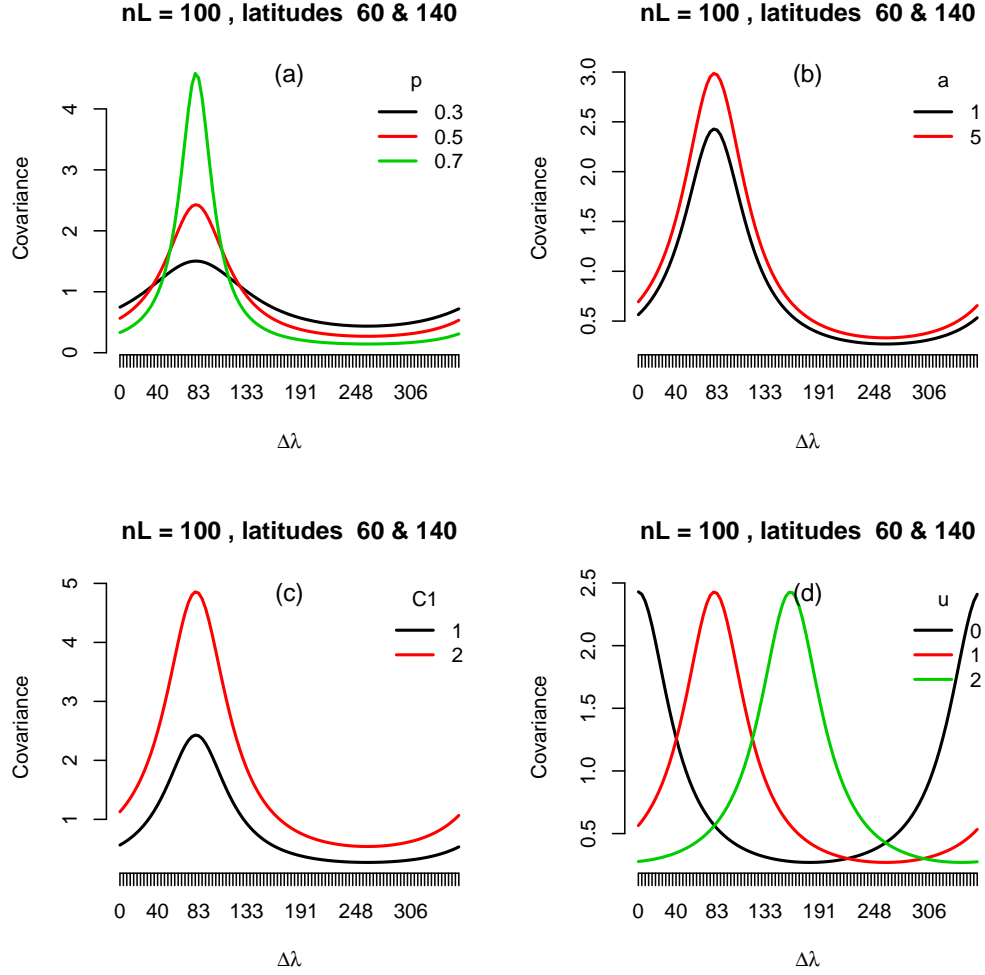 nL = 100 , latitudes 60 & 140
(a)
p
0.3
0.5
0.7
Covariance
0
1
2
3
4
0 40 83 133 191 248 306
Δλ
nL = 100 , latitudes 60 & 140
(b)
a
1
5
Covariance
0.5
1.0
1.5
2.0
2.5
3.0
0 40 83 133 191 248 306
Δλ
nL = 100 , latitudes 60 & 140
(c)
C1
1
2
Covariance
1
2
3
4
5
0 40 83 133 191 248 306
Δλ
nL = 100 , latitudes 60 & 140
(d)
u
0
1
2
Covariance
0.5
1.0
1.5
2.0
2.5
0 40 83 133 191 248 306
Δλ